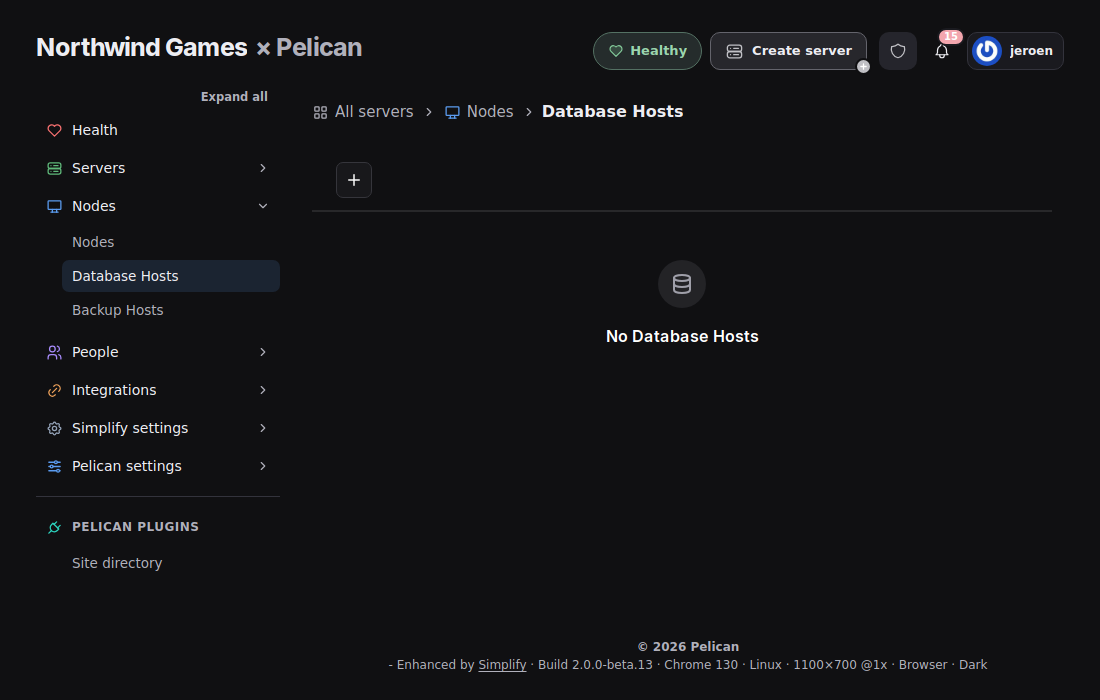 Northwind Games × Pelican
Healthy
Create server
15
jeroen
Expand all
Health
Servers
Nodes
Nodes
Database Hosts
Backup Hosts
People
Integrations
Simplify settings
Pelican settings
PELICAN PLUGINS
Site directory
All servers > Nodes > Database Hosts
No Database Hosts
© 2026 Pelican
- Enhanced by Simplify · Build 2.0.0-beta.13 · Chrome 130 · Linux · 1100×700 @1x · Browser · Dark